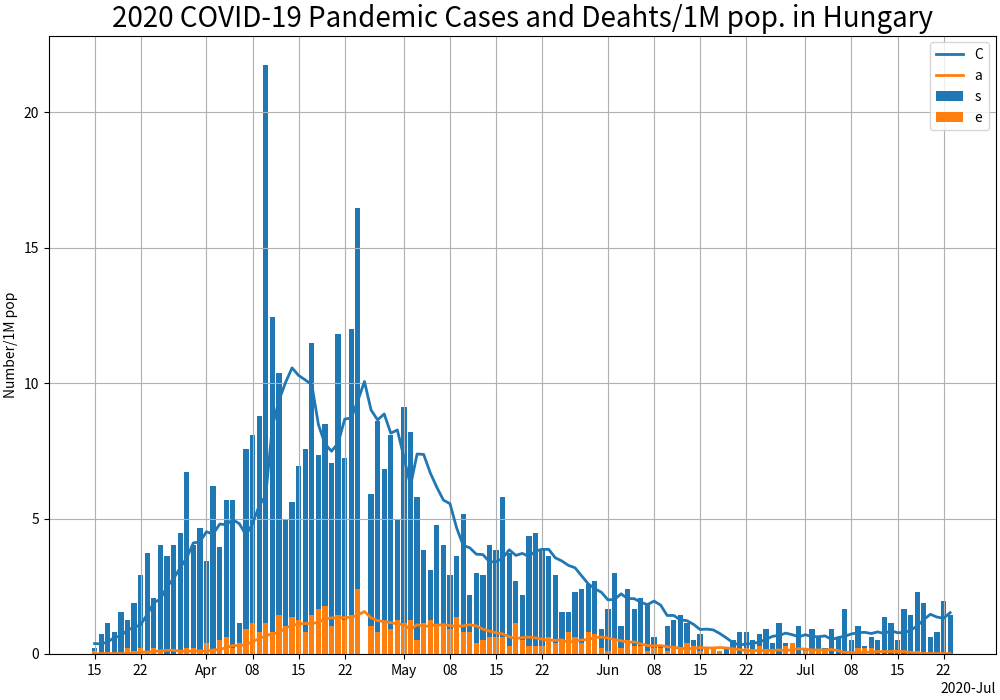 2020 COVID-19 Pandemic Cases and Deahts/1M pop. in Hungary
C
a
s
e
Number/1M pop
20
15
10
5
0
15 22 Apr 08 15 22 May 08 15 22 Jun 08 15 22 Jul 08 15 22
2020-Jul